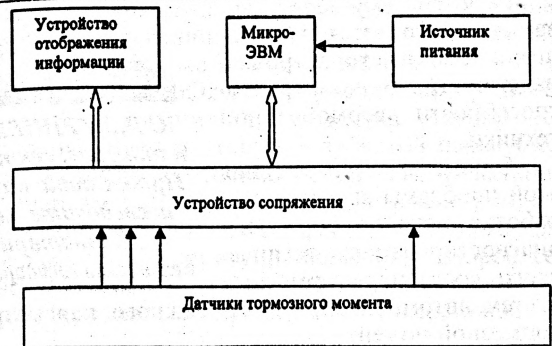 Устройство
отображения
информации
Микро-
ЭВМ
Источник
питания
Устройство сопряжения
Датчики тормозного момента